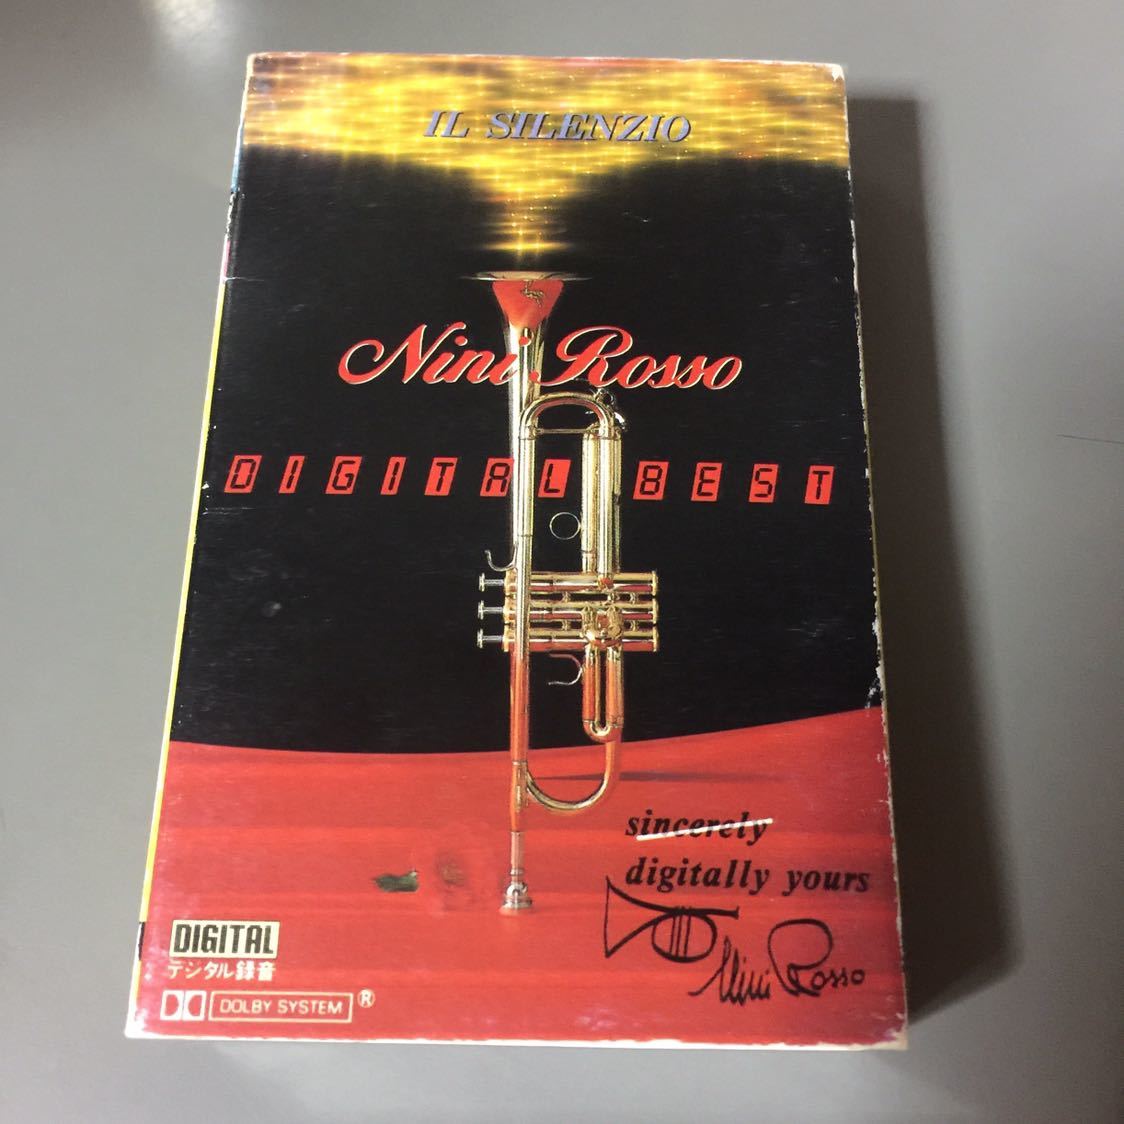 IL SILENZIO
Nini Rosso
DIGITAL BEST
sincerely
digitally yours
Nini Rosso
DIGITAL
デジタル録音
DOLBY SYSTEM ®